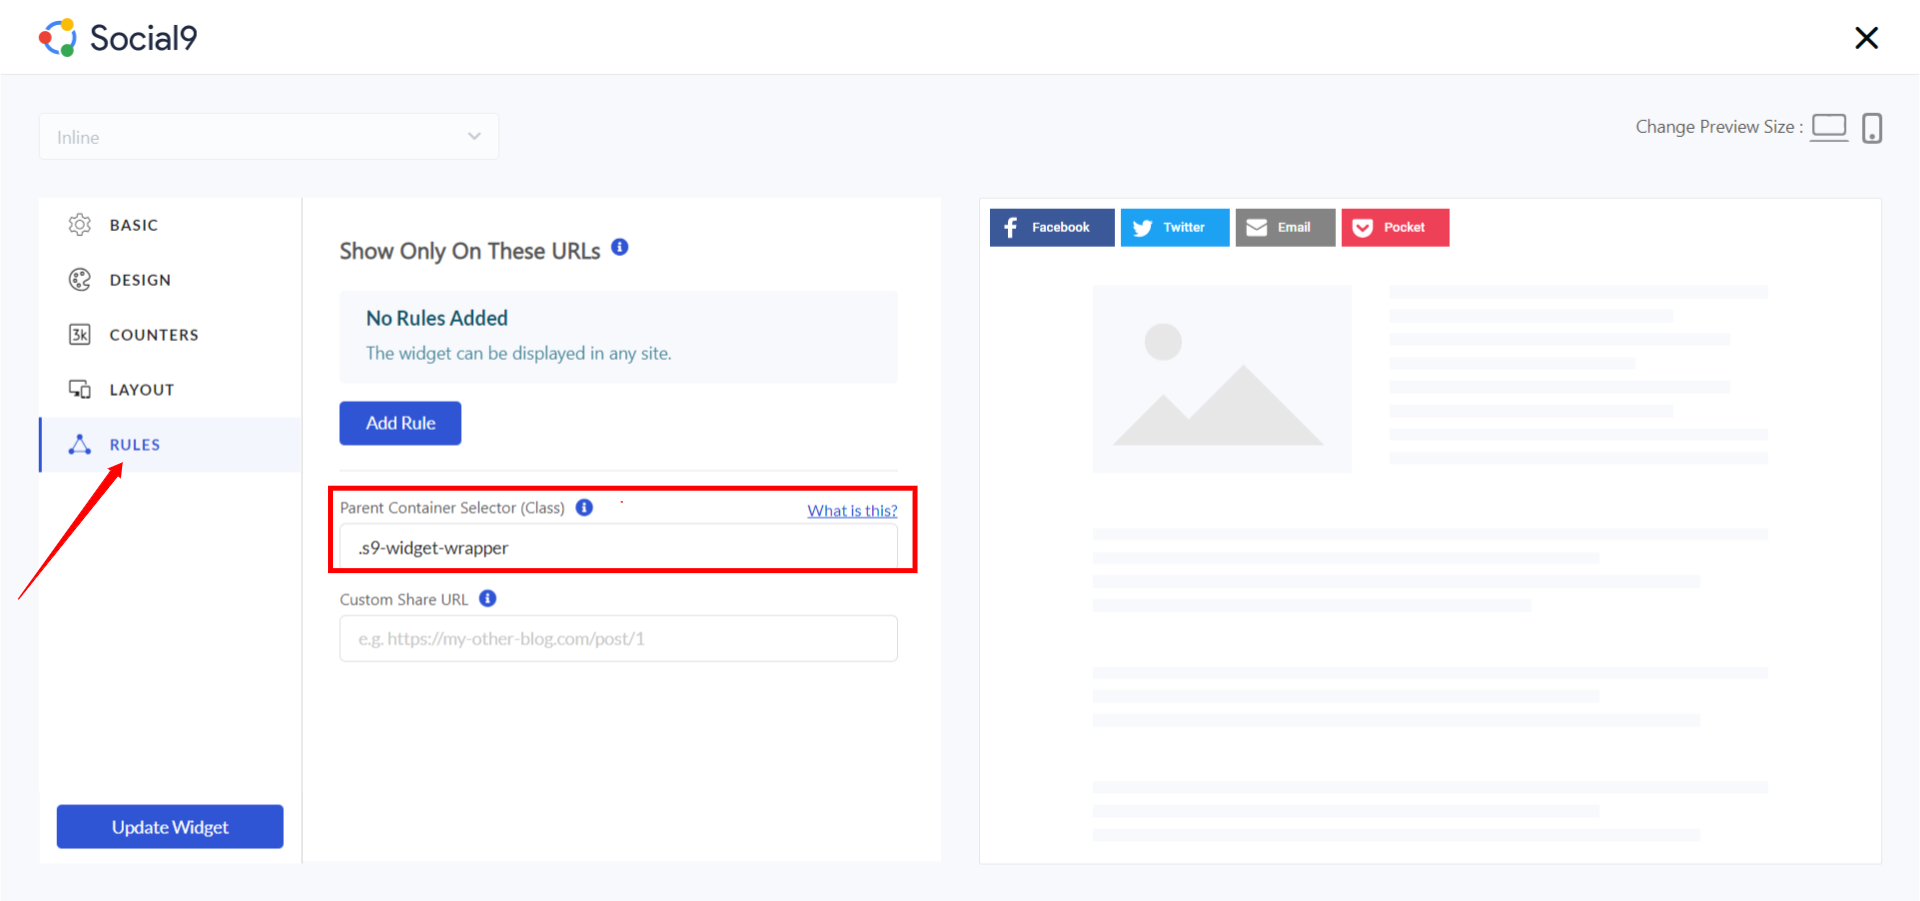 Social9
Inline
Change Preview Size :
BASIC
DESIGN
3k COUNTERS
LAYOUT
RULES
Update Widget
Show Only On These URLs
No Rules Added
The widget can be displayed in any site.
Add Rule
Parent Container Selector (Class)
What is this?
.s9-widget-wrapper
Custom Share URL
e.g. https://my-other-blog.com/post/1
Facebook
Twitter
Email
Pocket